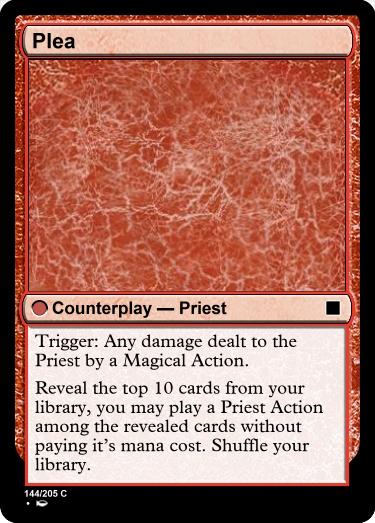 Plea
Counterplay — Priest
Trigger: Any damage dealt to the
Priest by a Magical Action.
Reveal the top 10 cards from your
library, you may play a Priest Action
among the revealed cards without
paying it's mana cost. Shuffle your
library.
144/205 C